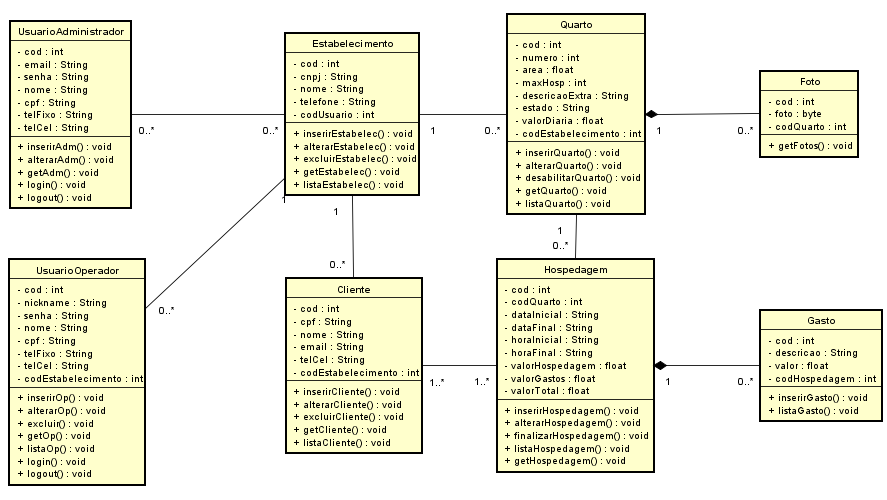 UsuarioAdministrador
- cod : int
- email : String
- senha : String
- nome : String
- cpf : String
- telFixo : String
- telCel : String
+ inserirAdm() : void
+ alterarAdm() : void
+ getAdm() : void
+ login() : void
+ logout() : void
0..*
0..*
Estabelecimento
- cod : int
- cnpj : String
- nome : String
- telefone : String
- codUsuario : int
+ inserirEstabelec() : void
+ alterarEstabelec() : void
+ excluirEstabelec() : void
+ getEstabelec() : void
+ listaEstabelec() : void
1
0..*
Quarto
- cod : int
- numero : int
- area : float
- maxHosp : int
- descricaoExtra : String
- estado : String
- valorDiaria : float
- codEstabelecimento : int
+ inserirQuarto() : void
+ alterarQuarto() : void
+ desabilitarQuarto() : void
+ getQuarto() : void
+ listaQuarto() : void
1
0..*
Foto
- cod : int
- foto : byte
- codQuarto : int
+ getFotos() : void
1
0..*
1
0..*
1
0..*
UsuarioOperador
- cod : int
- nickname : String
- senha : String
- nome : String
- cpf : String
- telFixo : String
- telCel : String
- codEstabelecimento : int
+ inserirOp() : void
+ alterarOp() : void
+ excluir() : void
+ getOp() : void
+ listaOp() : void
+ login() : void
+ logout() : void
Cliente
- cod : int
- cpf : String
- nome : String
- email : String
- telCel : String
- codEstabelecimento : int
+ inserirCliente() : void
+ alterarCliente() : void
+ excluirCliente() : void
+ getCliente() : void
+ listaCliente() : void
1..*
1..*
Hospedagem
- cod : int
- codQuarto : int
- dataInicial : String
- dataFinal : String
- horaInicial : String
- horaFinal : String
- valorHospedagem : float
- valorGastos : float
- valorTotal : float
+ inserirHospedagem() : void
+ alterarHospedagem() : void
+ finalizarHospedagem() : void
+ listaHospedagem() : void
+ getHospedagem() : void
1
0..*
Gasto
- cod : int
- descricao : String
- valor : float
- codHospedagem : int
+ inserirGasto() : void
+ listaGasto() : void